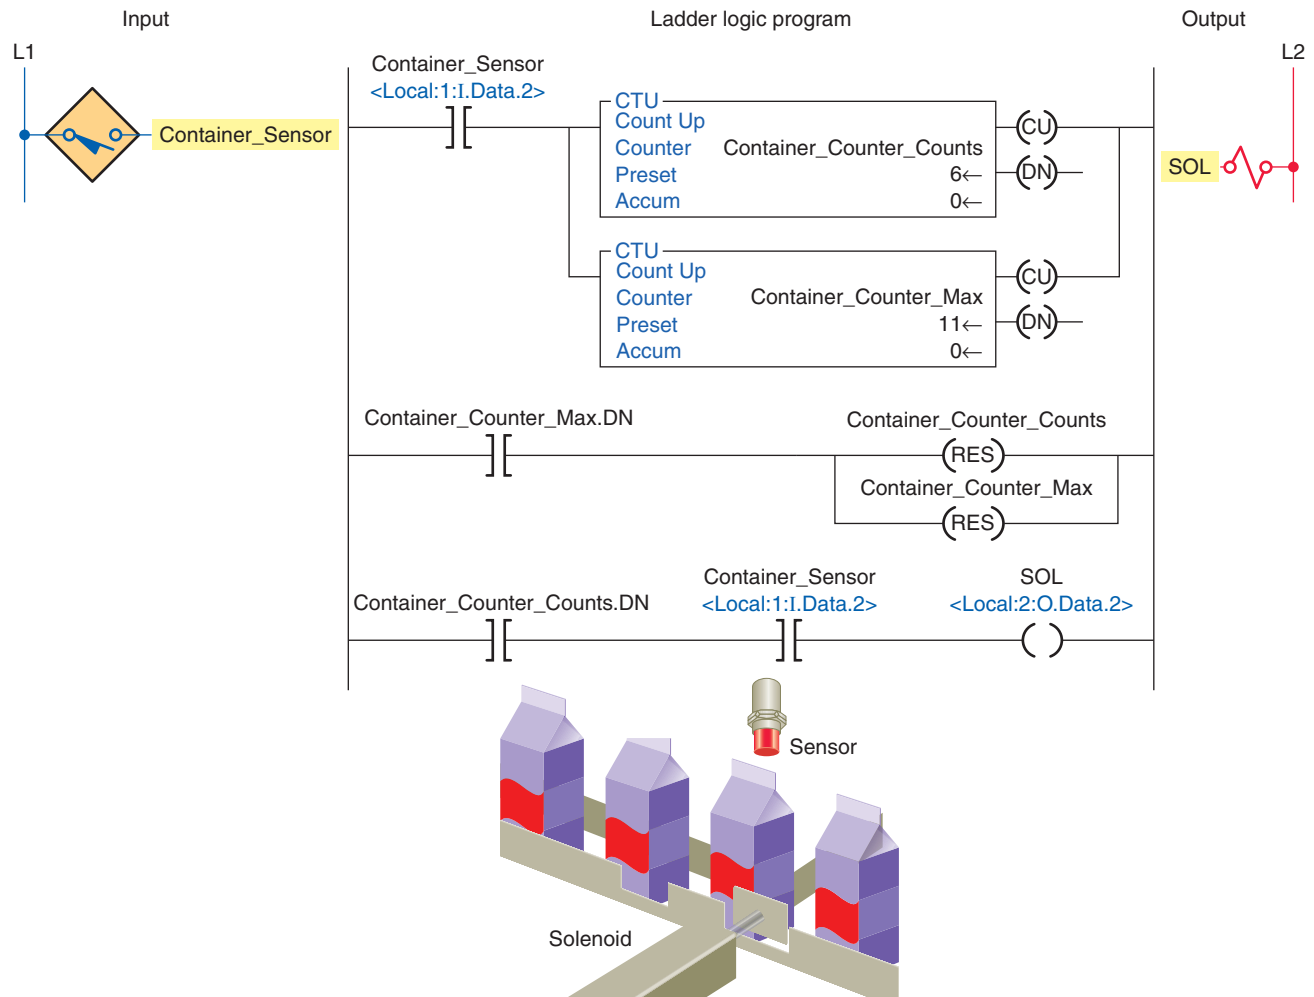 Input
Ladder logic program
Output
L1
L2
Container_Sensor
<Local:1:I.Data.2>
Container_Sensor
CTU
Count Up
Counter Container_Counter_Counts
Preset 6←
Accum 0←
CU
DN
SOL
CTU
Count Up
Counter Container_Counter_Max
Preset 11←
Accum 0←
CU
DN
Container_Counter_Max.DN
Container_Counter_Counts
RES
Container_Counter_Max
RES
Container_Counter_Counts.DN
Container_Sensor
<Local:1:I.Data.2>
SOL
<Local:2:O.Data.2>
Sensor
Solenoid